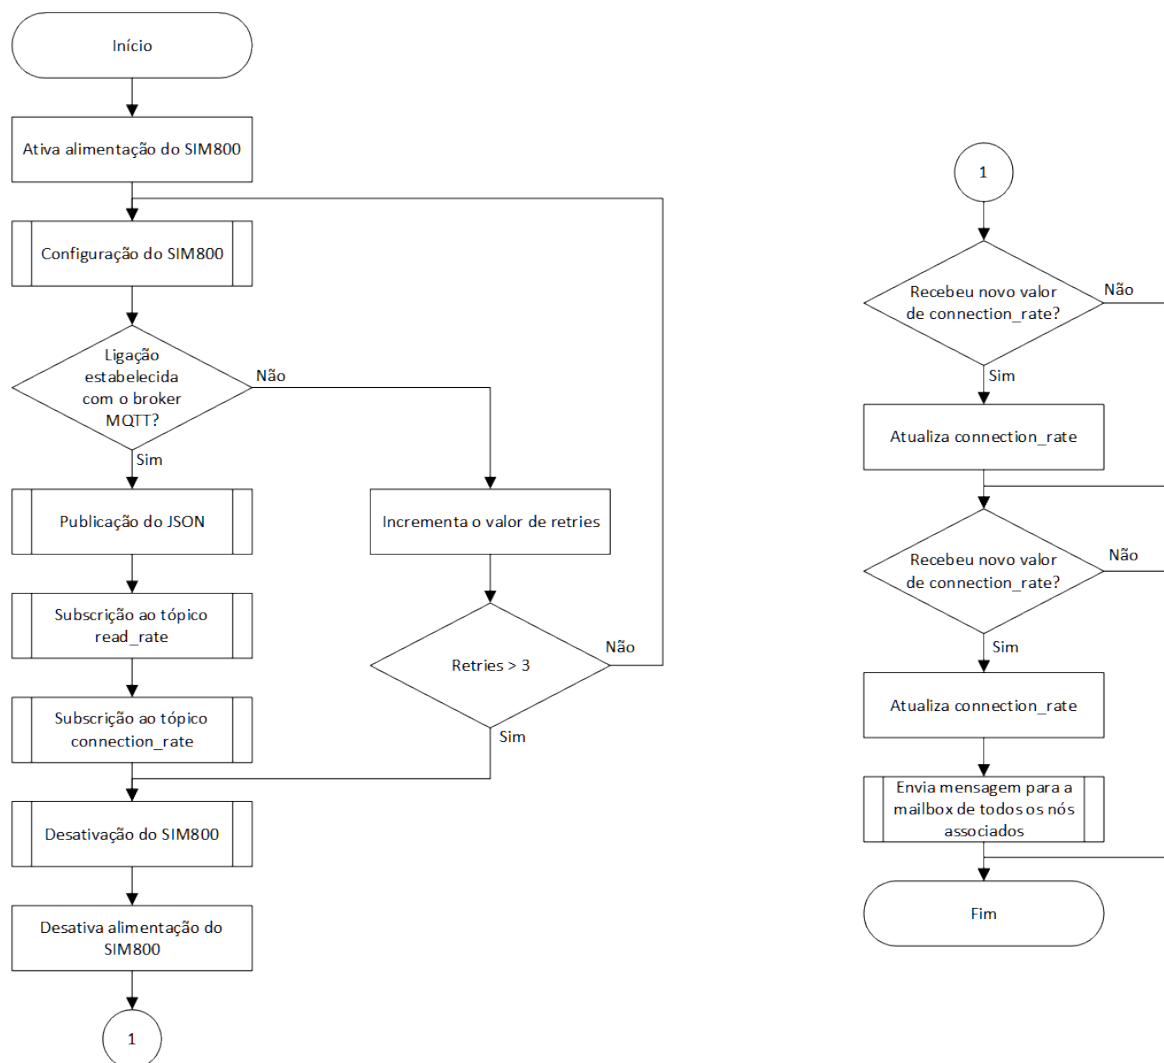 Início
Ativa alimentação do SIM800
Configuração do SIM800
Ligação
estabelecida
com o broker
MQTT?
Não
Sim
Publicação do JSON
Incrementa o valor de retries
Subscrição ao tópico
read_rate
Retries > 3
Não
Sim
Subscrição ao tópico
connection_rate
Desativação do SIM800
Desativa alimentação do
SIM800
1
1
Recebeu novo valor
de connection_rate?
Não
Sim
Atualiza connection_rate
Recebeu novo valor
de connection_rate?
Não
Sim
Atualiza connection_rate
Envia mensagem para a
mailbox de todos os nós
associados
Fim